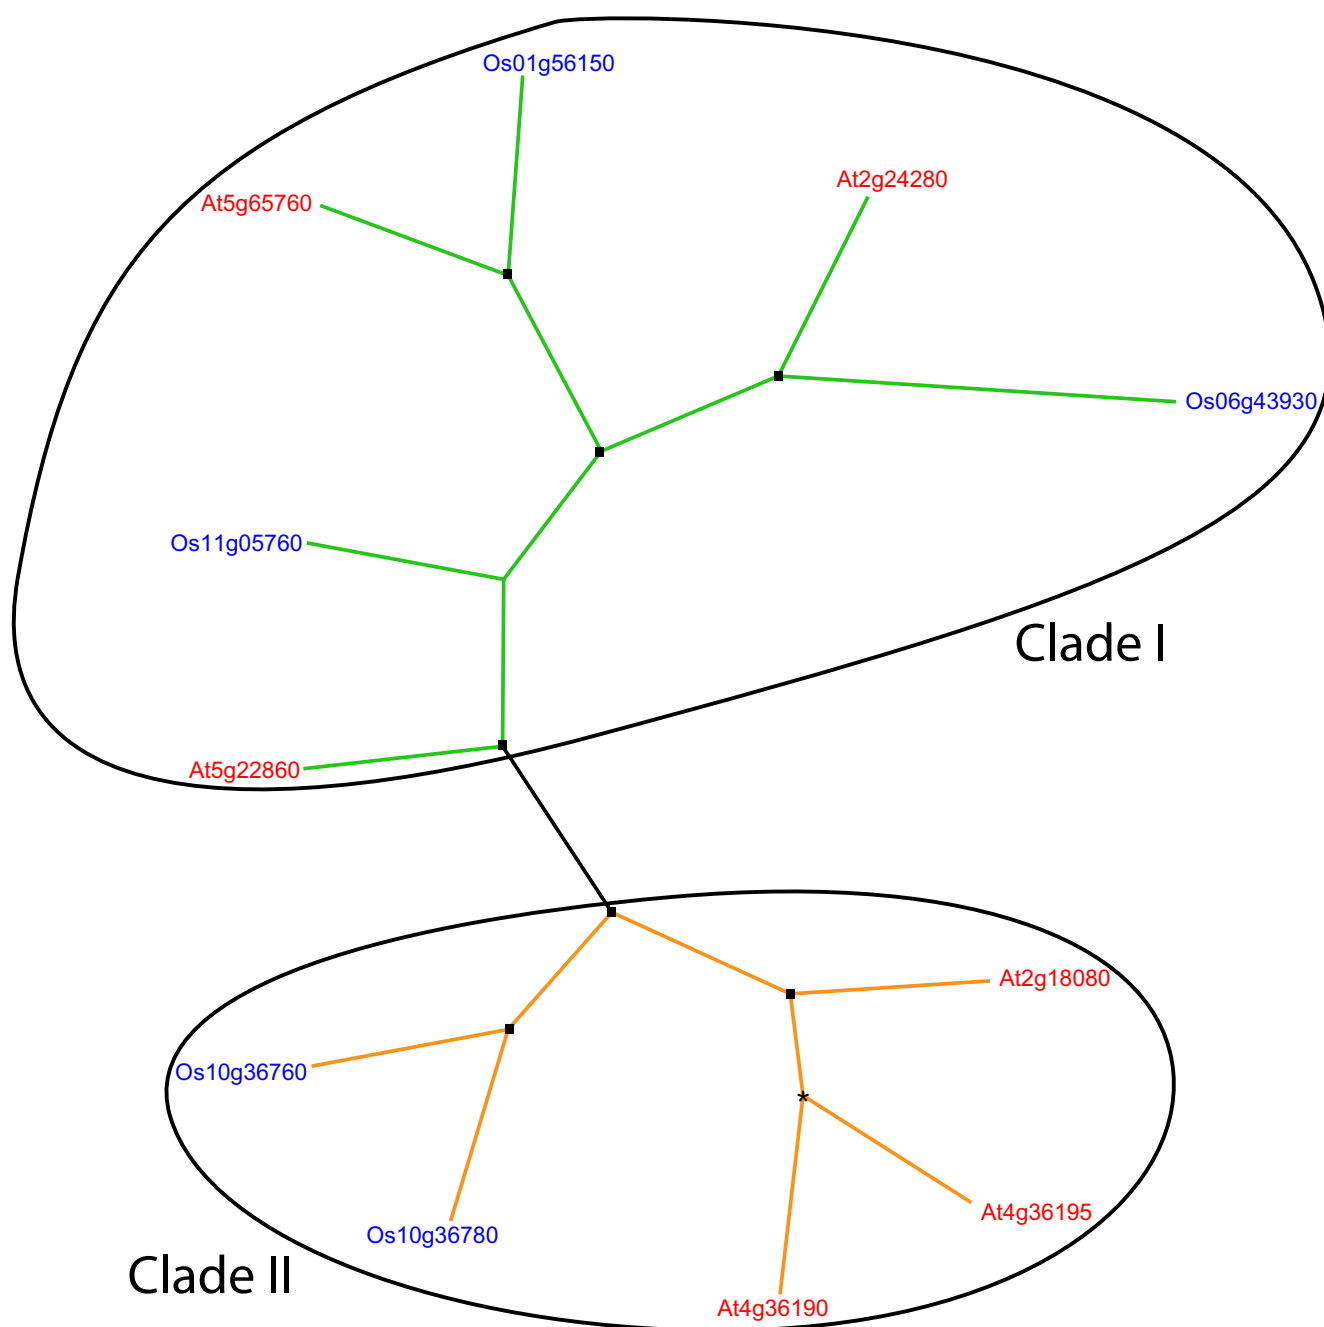 Os01g56150
At2g24280
At5g65760
Os06g43930
Os11g05760
Clade I
At5g22860
At2g18080
Os10g36760
*
At4g36195
Os10g36780
Clade II
At4g36190